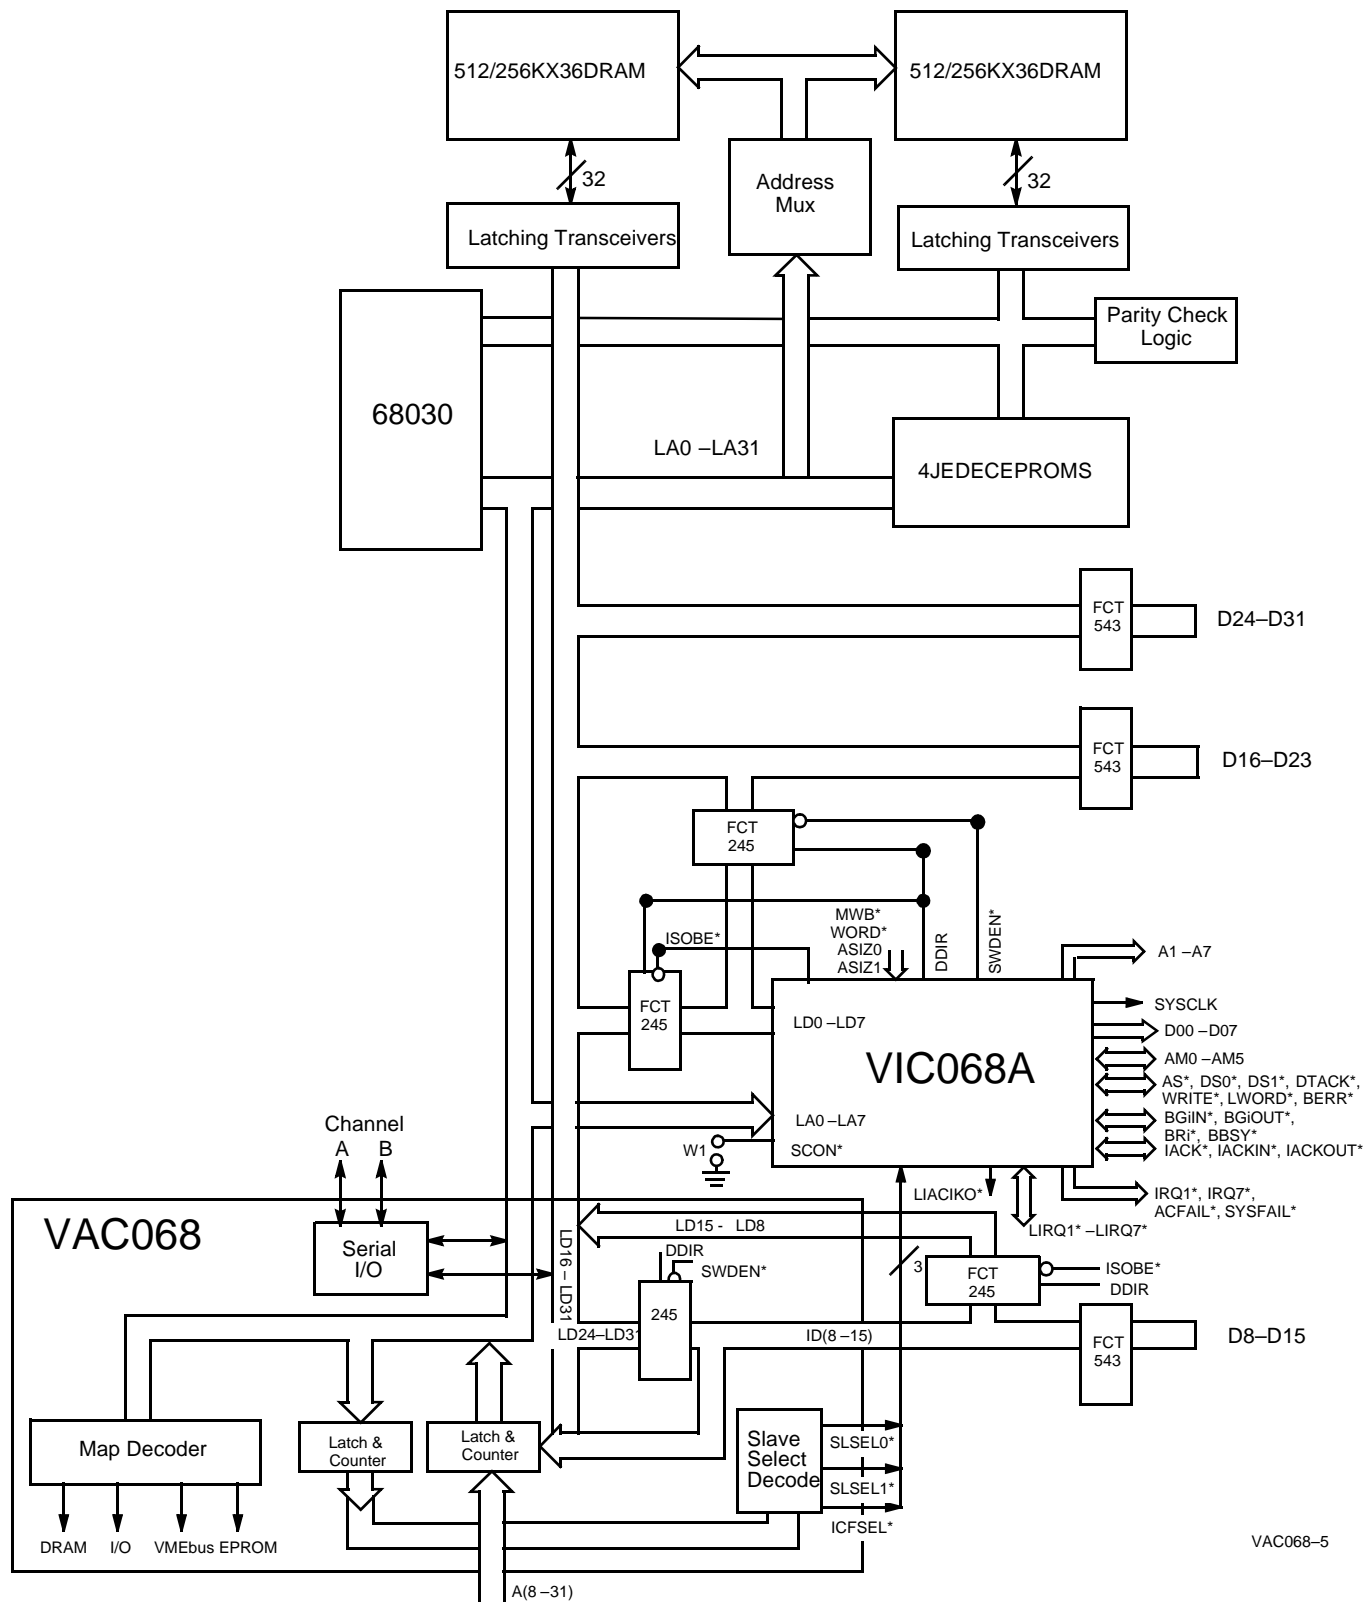 512/256KX36DRAM
512/256KX36DRAM
32
Address
Mux
32
Latching Transceivers
Latching Transceivers
Parity Check
Logic
68030
LA0 –LA31
4JEDECEPROMS
FCT
543
D24–D31
FCT
543
D16–D23
FCT
245
MWB*
WORD*
ASIZ0
ASIZ1
DDIR
SWDEN*
ISOBE*
FCT
245
A1 –A7
SYSCLK
LD0 –LD7
D00 –D07
VIC068A
AM0 –AM5
AS*, DS0*, DS1*, DTACK*,
WRITE*, LWORD*, BERR*
BGiIN*, BGiOUT*,
BRi*, BBSY*
LA0 –LA7
W1
SCON*
IACK*, IACKIN*, IACKOUT*
Channel
A B
LIACIKO*
IRQ1*, IRQ7*,
ACFAIL*, SYSFAIL*
LIRQ1* –LIRQ7*
VAC068
Serial
I/O
LD16 – LD31
LD15 - LD8
DDIR
SWDEN*
3
FCT
245
ISOBE*
DDIR
245
LD24–LD31
ID(8 –15)
FCT
543
D8–D15
Map Decoder
Latch &
Counter
Latch &
Counter
Slave
Select
Decode
SLSEL0*
SLSEL1*
ICFSEL*
DRAM I/O VMEbus EPROM
A(8 –31)
VAC068–5